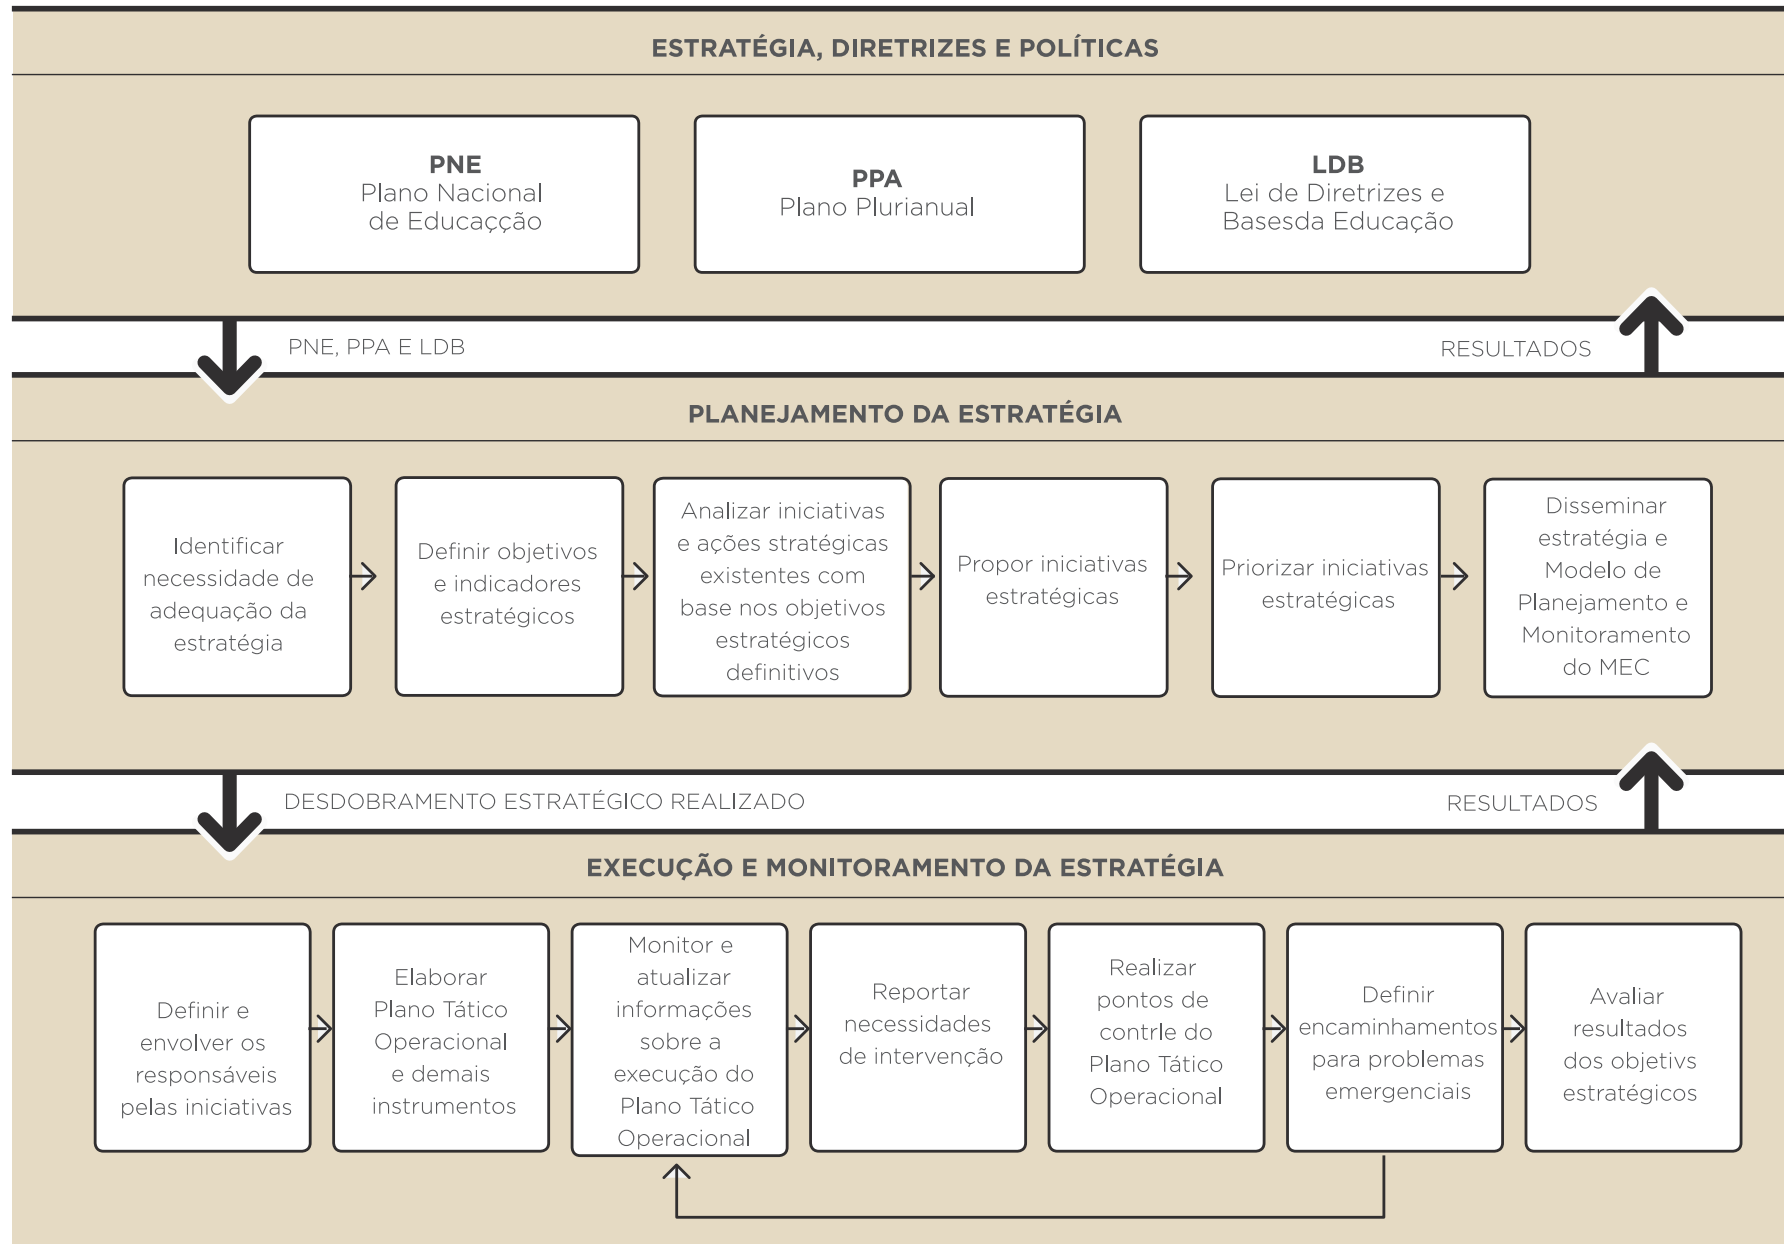 ESTRATÉGIA, DIRETRIZES E POLÍTICAS
PNE
Plano Nacional
de Educaçção
PPA
Plano Plurianual
LDB
Lei de Diretrizes e
Basesda Educação
PNE, PPA E LDB
RESULTADOS
PLANEJAMENTO DA ESTRATÉGIA
Identificar
necessidade de
adequação da
estratégia
Definir objetivos
e indicadores
estratégicos
Analizar iniciativas
e ações stratégicas
existentes com
base nos objetivos
estratégicos
definitivos
Propor iniciativas
estratégicas
Priorizar iniciativas
estratégicas
Disseminar
estratégia e
Modelo de
Planejamento e
Monitoramento
do MEC
DESDOBRAMENTO ESTRATÉGICO REALIZADO
RESULTADOS
EXECUÇÃO E MONITORAMENTO DA ESTRATÉGIA
Definir e
envolver os
responsáveis
pelas iniciativas
Elaborar
Plano Tático
Operacional
e demais
instrumentos
Monitor e
atualizar
informações
sobre a
execução do
Plano Tático
Operacional
Reportar
necessidades
de intervenção
Realizar
pontos de
contrle do
Plano Tático
Operacional
Definir
encaminhamentos
para problemas
emergenciais
Avaliar
resultados
dos objetivs
estratégicos